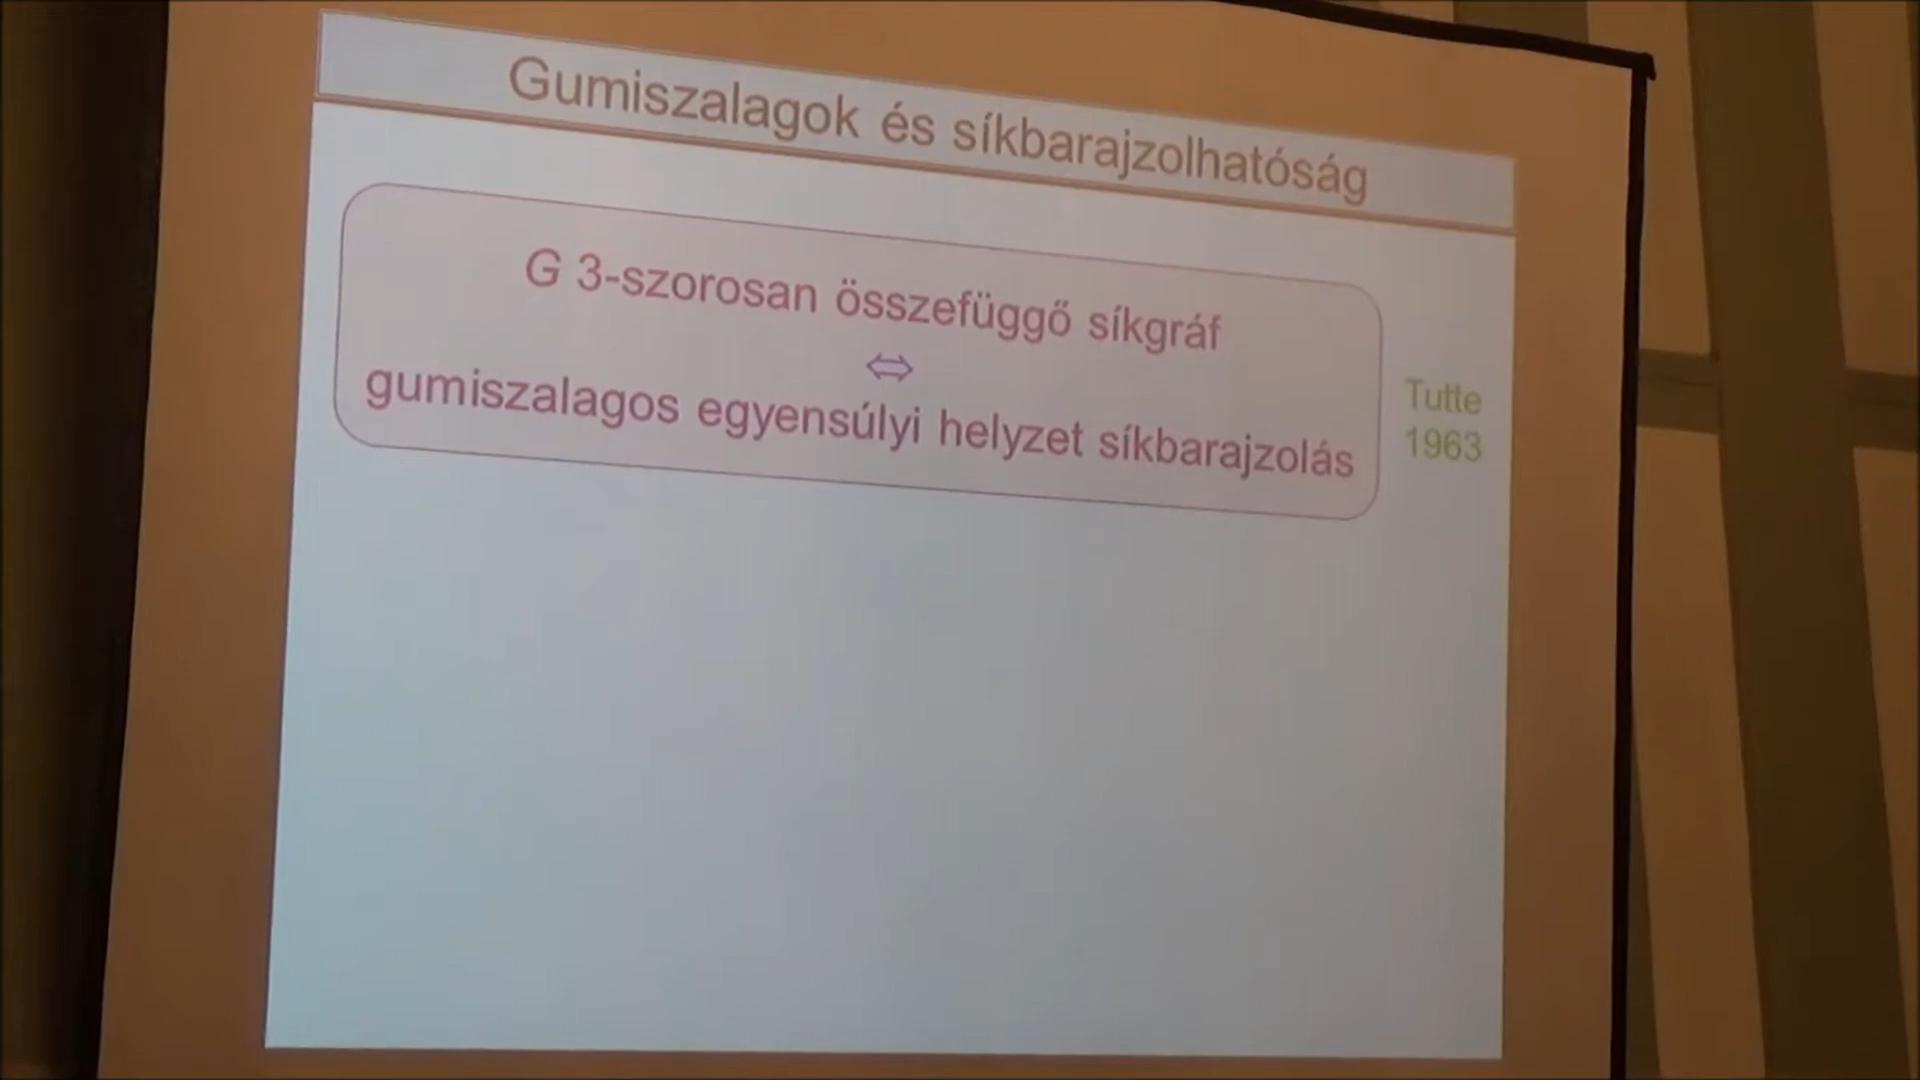 Gumiszalagok és síkbarajzolhatóság
G 3-szorosan összefüggő síkgráf
⇔
gumiszalagos egyensúlyi helyzet síkbarajzolás
Tutte
1963